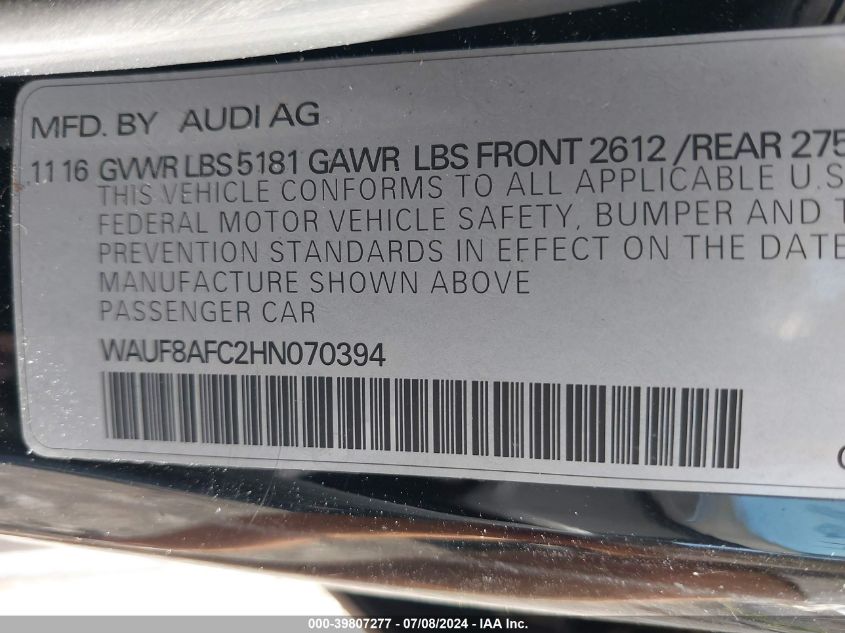 MFD. BY AUDI AG
11 16 GVWR LBS 5181 GAWR LBS FRONT 2612 /REAR 275
THIS VEHICLE CONFORMS TO ALL APPLICABLE U.S
FEDERAL MOTOR VEHICLE SAFETY, BUMPER AND T
PREVENTION STANDARDS IN EFFECT ON THE DATE
MANUFACTURE SHOWN ABOVE
PASSENGER CAR
WAUF8AFC2HN070394
000-39807277 - 07/08/2024 - IAA Inc.